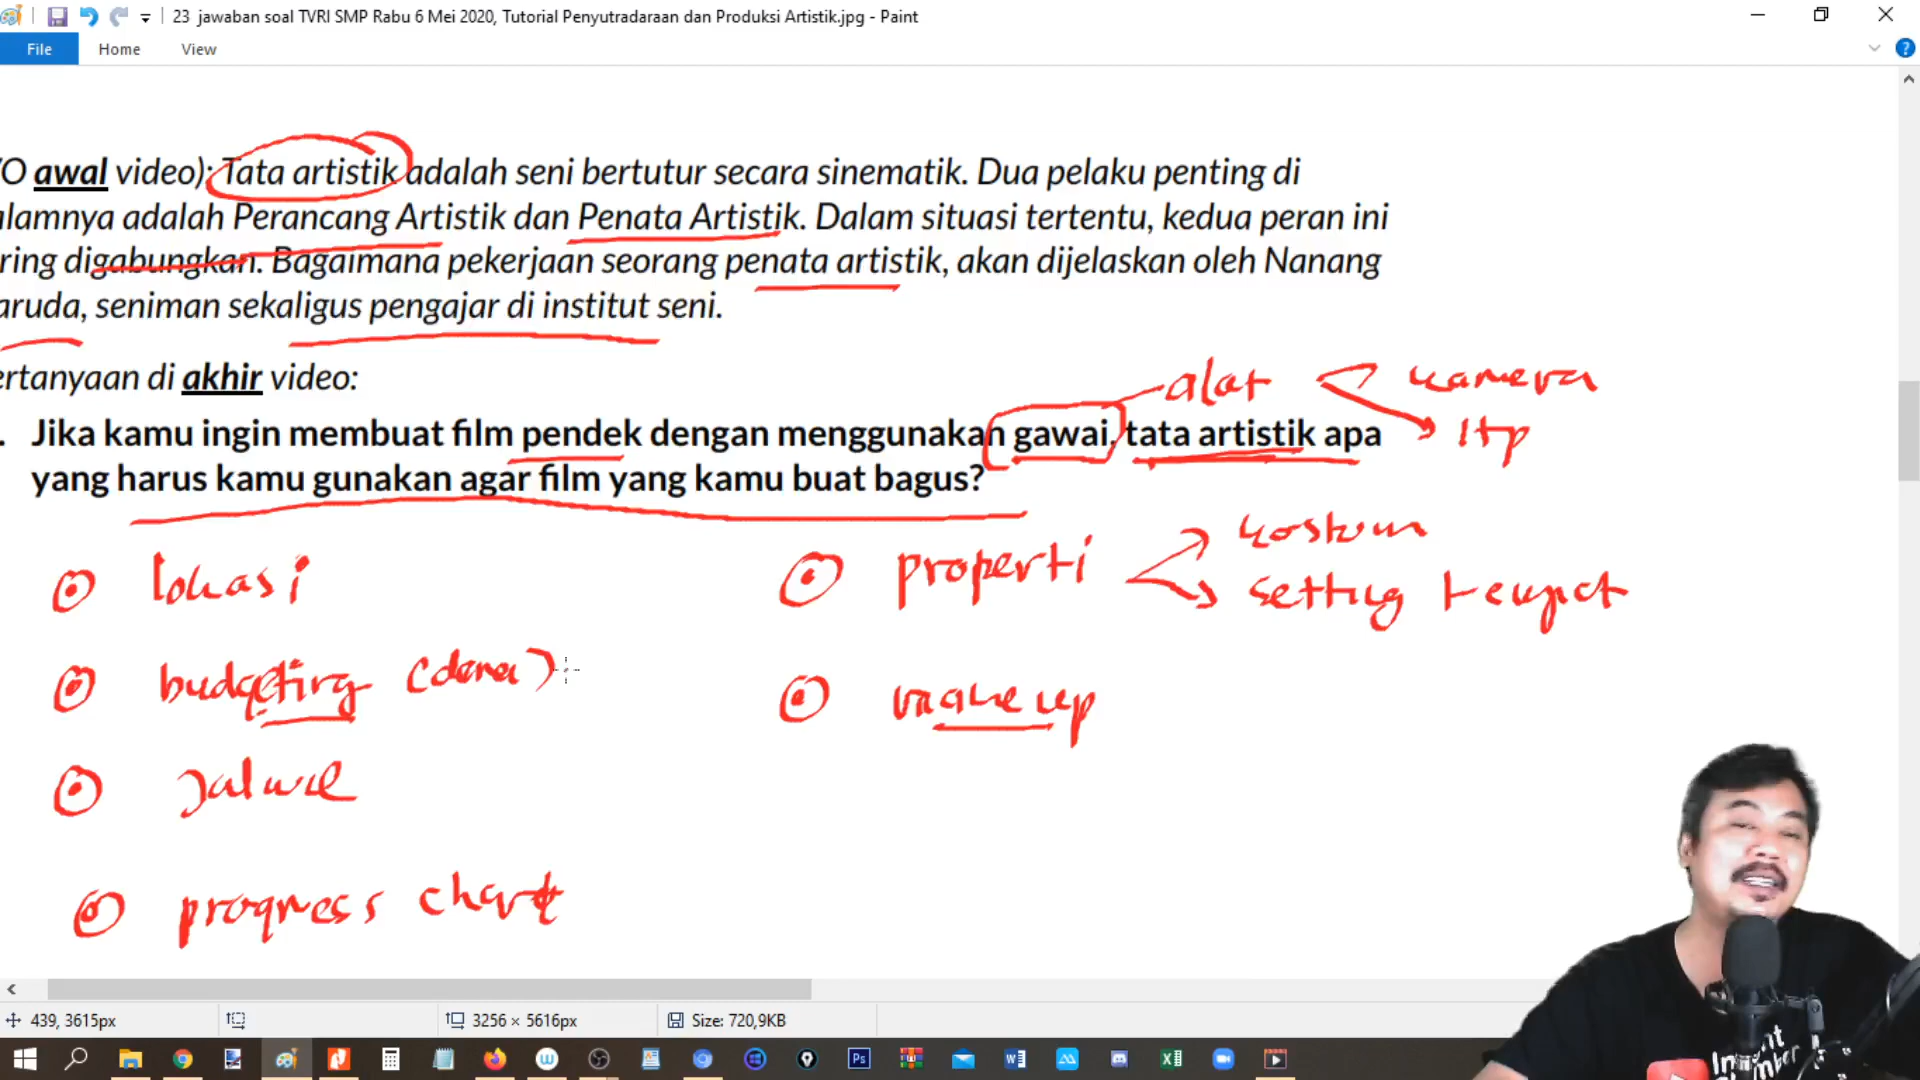 23 jawaban soal TVRI SMP Rabu 6 Mei 2020, Tutorial Penyutradaraan dan Produksi Artistik.jpg - Paint
File Home View
O awal video): Tata artistik adalah seni bertutur secara sinematik. Dua pelaku penting di
alamnya adalah Perancang Artistik dan Penata Artistik. Dalam situasi tertentu, kedua peran ini
ring digabungkan. Bagaimana pekerjaan seorang penata artistik, akan dijelaskan oleh Nanang
aruda, seniman sekaligus pengajar di institut seni.
ertanyaan di akhir video:
alat kamera
. Jika kamu ingin membuat film pendek dengan menggunakan gawai, tata artistik apa
Hp
yang harus kamu gunakan agar film yang kamu buat bagus?
kostum
lokasi properti
setting tempat
budgeting (dana)
make up
Jadwal
progress chart
439, 3615px 3256 × 5616px Size: 720,9KB